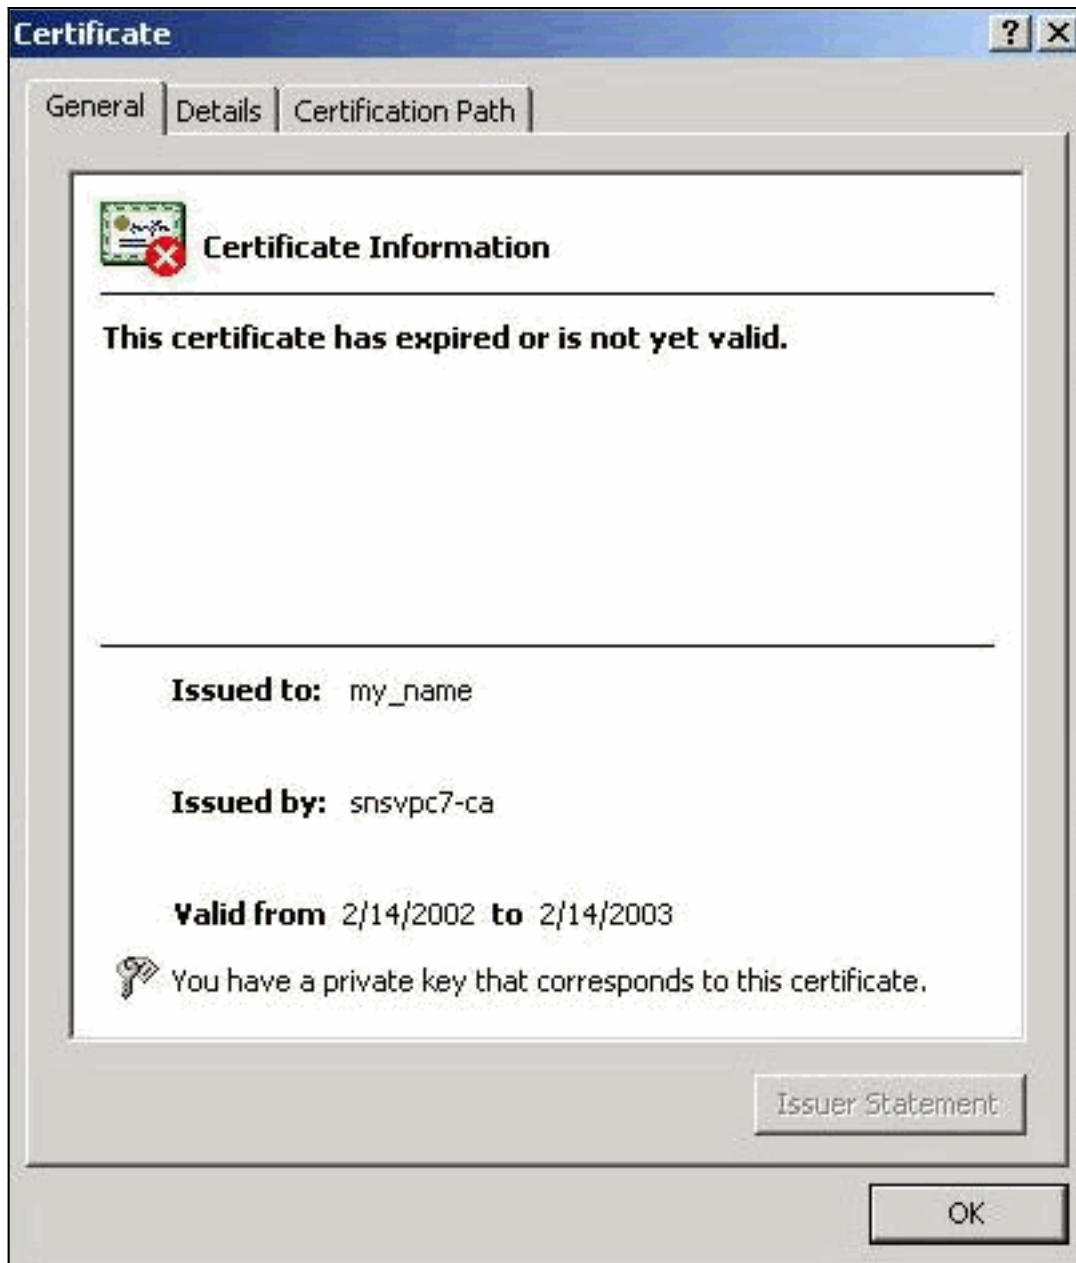 Certificate
General Details Certification Path
Certificate Information
This certificate has expired or is not yet valid.
Issued to: my_name
Issued by: snsvpc7-ca
Valid from 2/14/2002 to 2/14/2003
You have a private key that corresponds to this certificate.
Issuer Statement
OK